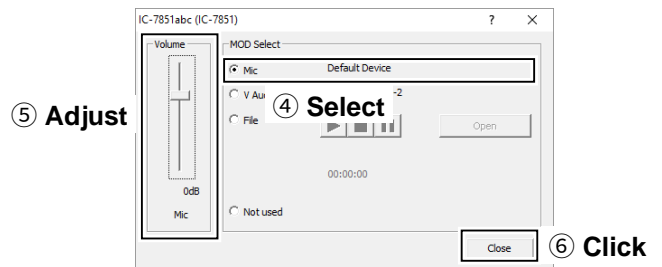 IC-7851abc (IC-7851)
? ×
Volume
MOD Select
Mic Default Device
V Au -2
④ Select
⑤ Adjust
File
Open
00:00:00
0dB
Mic
Not used
Close
⑥ Click